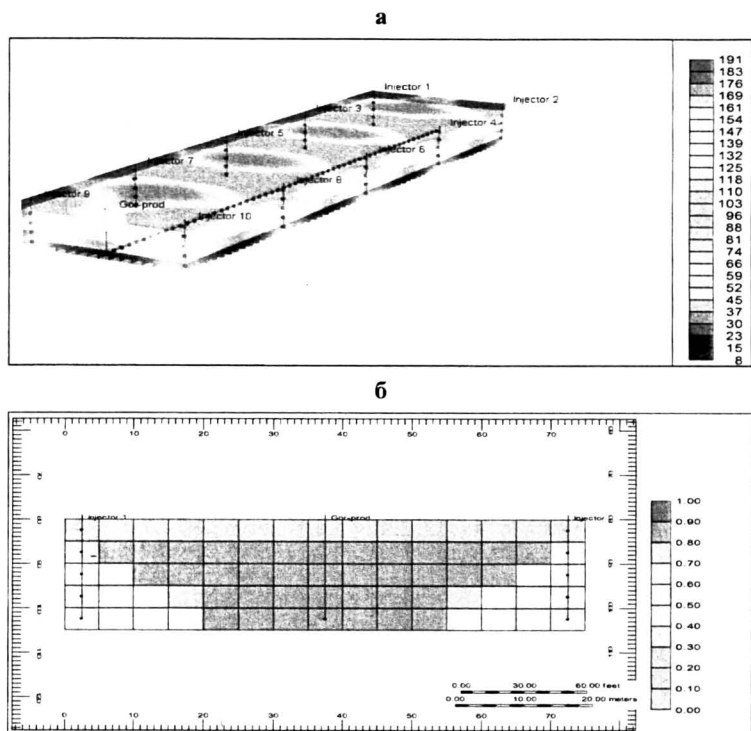 а
Injector 1
Injector 2
Injector 3
Injector 4
Injector 5
Injector 6
Injector 7
Injector 8
Injector 9
Gor-prod
Injector 10
191
183
176
169
161
154
147
139
132
125
118
110
103
96
88
81
74
66
59
52
45
37
30
23
15
8
б
0 10 20 30 40 50 60 70
Injector 1 Gor-prod Injector
1.00
0.90
0.80
0.70
0.60
0.50
0.40
0.30
0.20
0.10
0.00
0.00 30.00 60.00 feet
0.00 10.00 20.00 meters
0 10 20 30 40 50 60 70